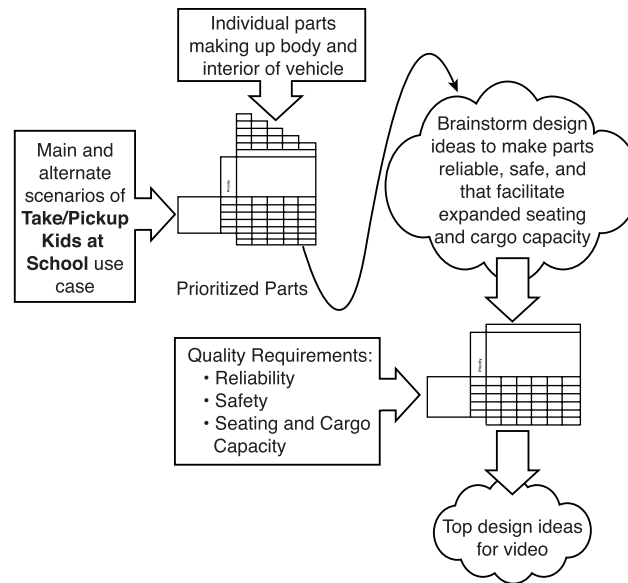 Individual parts
making up body and
interior of vehicle
Main and
alternate
scenarios of
Take/Pickup
Kids at
School use
case
Priority
Prioritized Parts
Brainstorm design
ideas to make parts
reliable, safe, and
that facilitate
expanded seating
and cargo capacity
Quality Requirements:
• Reliability
• Safety
• Seating and Cargo
Capacity
Priority
Top design ideas
for video